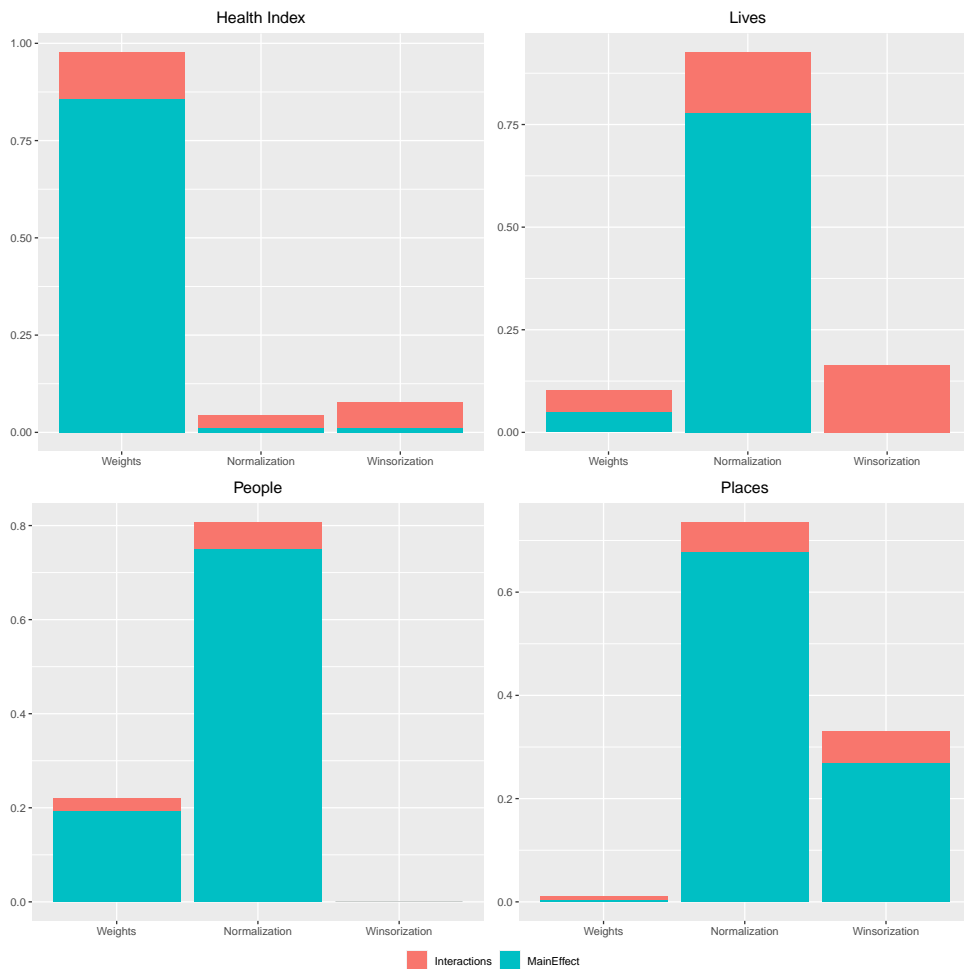 Health Index
1.00
0.75
0.50
0.25
0.00
Weights Normalization Winsorization
Lives
0.75
0.50
0.25
0.00
Weights Normalization Winsorization
People
0.8
0.6
0.4
0.2
0.0
Weights Normalization Winsorization
Places
0.6
0.4
0.2
0.0
Weights Normalization Winsorization
Interactions MainEffect